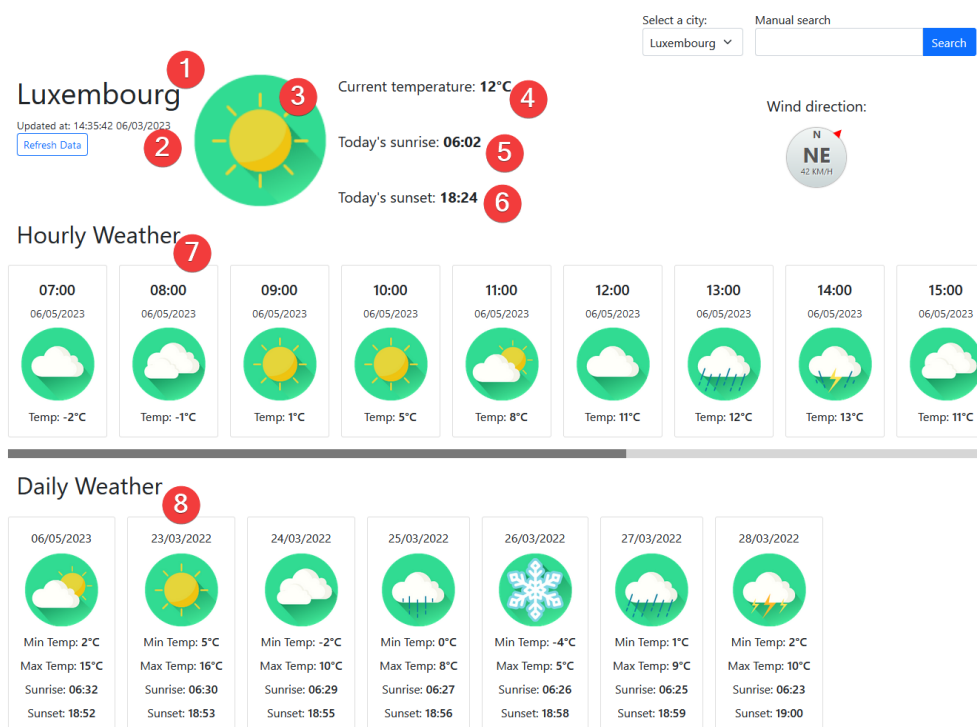 Select a city:
Manual search
Luxembourg
Search
1
Luxembourg
Updated at: 14:35:42 06/03/2023
2
Refresh Data
3
Current temperature: 12°C
4
Today's sunrise: 06:02
5
Today's sunset: 18:24
6
Wind direction:
N
NE
42 KM/H
Hourly Weather
7
07:00
06/05/2023
Temp: -2°C
08:00
06/05/2023
Temp: -1°C
09:00
06/05/2023
Temp: 1°C
10:00
06/05/2023
Temp: 5°C
11:00
06/05/2023
Temp: 8°C
12:00
06/05/2023
Temp: 11°C
13:00
06/05/2023
Temp: 12°C
14:00
06/05/2023
Temp: 13°C
15:00
06/05/2023
Temp: 11°C
Daily Weather
8
06/05/2023
Min Temp: 2°C
Max Temp: 15°C
Sunrise: 06:32
Sunset: 18:52
23/03/2022
Min Temp: 5°C
Max Temp: 16°C
Sunrise: 06:30
Sunset: 18:53
24/03/2022
Min Temp: -2°C
Max Temp: 10°C
Sunrise: 06:29
Sunset: 18:55
25/03/2022
Min Temp: 0°C
Max Temp: 8°C
Sunrise: 06:27
Sunset: 18:56
26/03/2022
Min Temp: -4°C
Max Temp: 5°C
Sunrise: 06:26
Sunset: 18:58
27/03/2022
Min Temp: 1°C
Max Temp: 9°C
Sunrise: 06:25
Sunset: 18:59
28/03/2022
Min Temp: 2°C
Max Temp: 10°C
Sunrise: 06:23
Sunset: 19:00